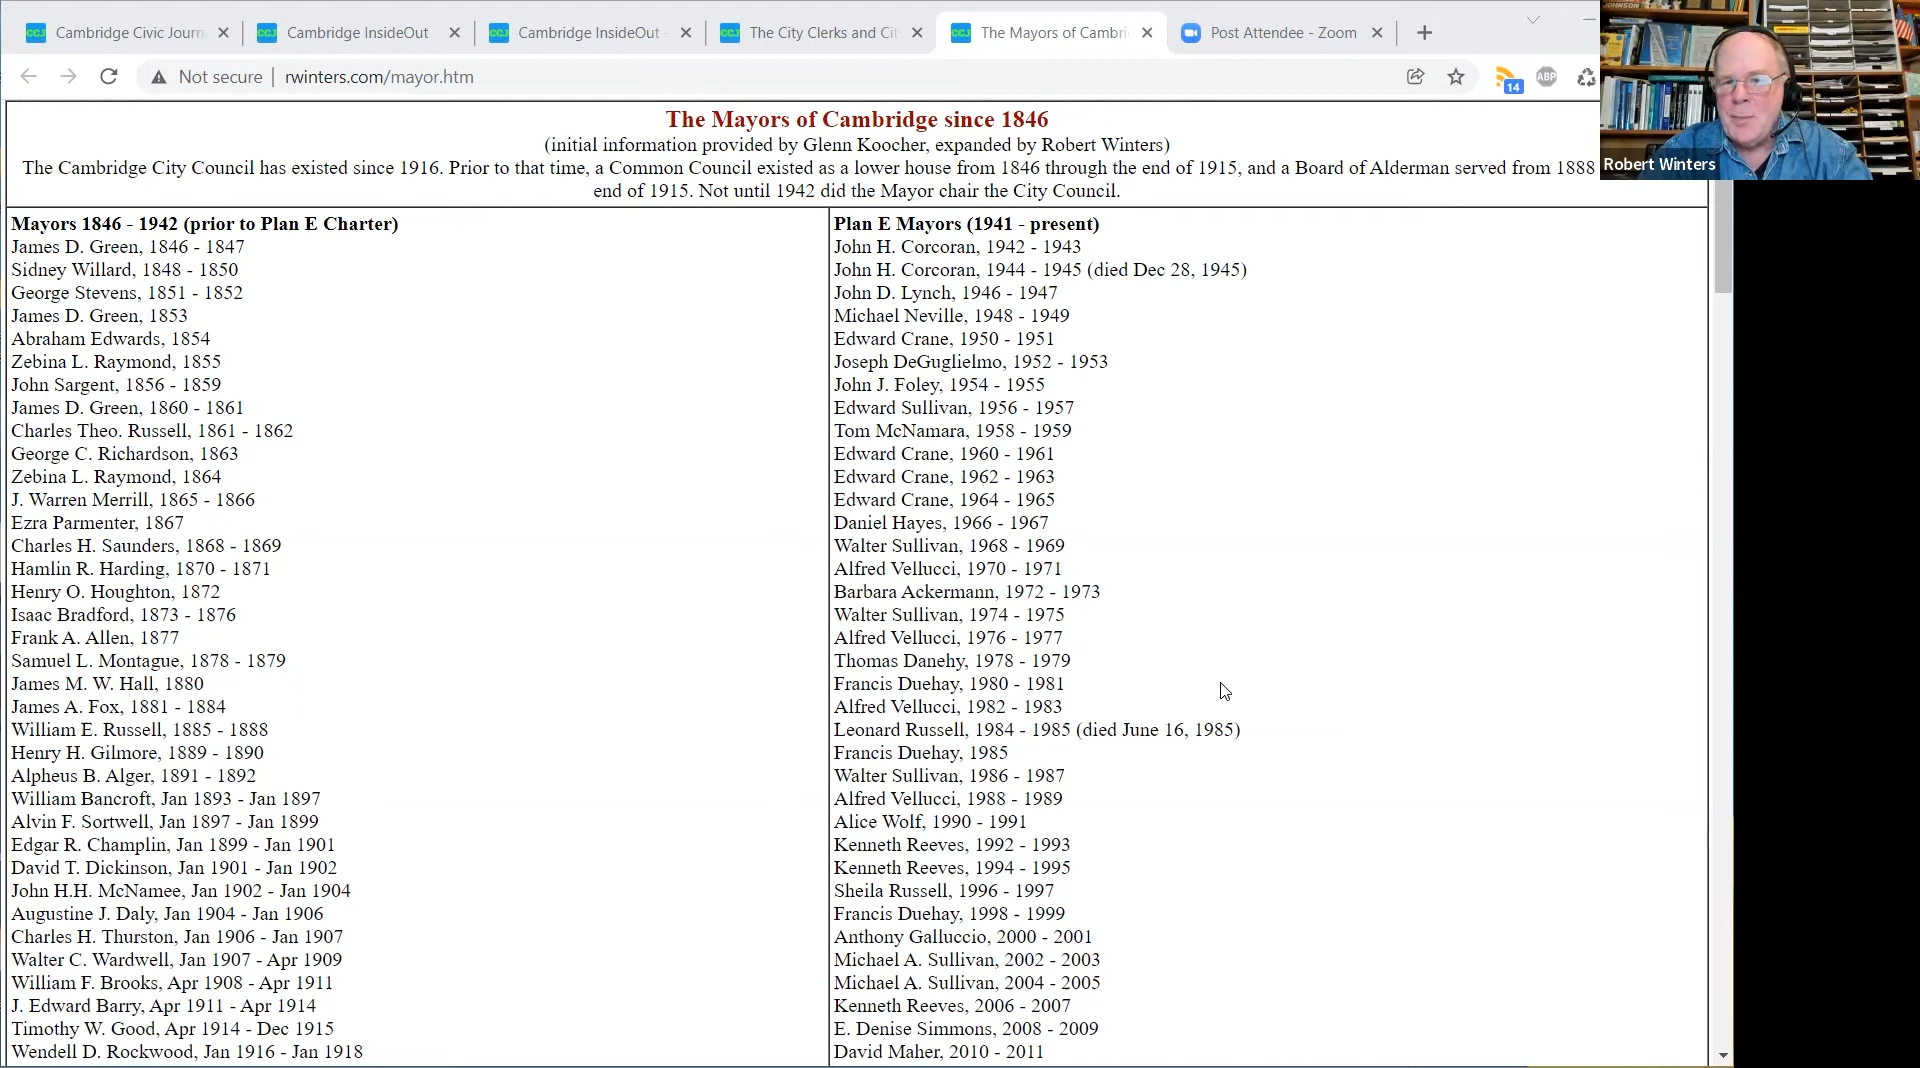 Cambridge Civic Journ
Cambridge InsideOut
Cambridge InsideOut -
The City Clerks and Cit
The Mayors of Cambri
Post Attendee - Zoom
Not secure | rwinters.com/mayor.htm
ABP
14
Robert Winters
The Mayors of Cambridge since 1846
(initial information provided by Glenn Koocher, expanded by Robert Winters)
The Cambridge City Council has existed since 1916. Prior to that time, a Common Council existed as a lower house from 1846 through the end of 1915, and a Board of Alderman served from 1888
end of 1915. Not until 1942 did the Mayor chair the City Council.
Mayors 1846 - 1942 (prior to Plan E Charter)
James D. Green, 1846 - 1847
Sidney Willard, 1848 - 1850
George Stevens, 1851 - 1852
James D. Green, 1853
Abraham Edwards, 1854
Zebina L. Raymond, 1855
John Sargent, 1856 - 1859
James D. Green, 1860 - 1861
Charles Theo. Russell, 1861 - 1862
George C. Richardson, 1863
Zebina L. Raymond, 1864
J. Warren Merrill, 1865 - 1866
Ezra Parmenter, 1867
Charles H. Saunders, 1868 - 1869
Hamlin R. Harding, 1870 - 1871
Henry O. Houghton, 1872
Isaac Bradford, 1873 - 1876
Frank A. Allen, 1877
Samuel L. Montague, 1878 - 1879
James M. W. Hall, 1880
James A. Fox, 1881 - 1884
William E. Russell, 1885 - 1888
Henry H. Gilmore, 1889 - 1890
Alpheus B. Alger, 1891 - 1892
William Bancroft, Jan 1893 - Jan 1897
Alvin F. Sortwell, Jan 1897 - Jan 1899
Edgar R. Champlin, Jan 1899 - Jan 1901
David T. Dickinson, Jan 1901 - Jan 1902
John H.H. McNamee, Jan 1902 - Jan 1904
Augustine J. Daly, Jan 1904 - Jan 1906
Charles H. Thurston, Jan 1906 - Jan 1907
Walter C. Wardwell, Jan 1907 - Apr 1909
William F. Brooks, Apr 1908 - Apr 1911
J. Edward Barry, Apr 1911 - Apr 1914
Timothy W. Good, Apr 1914 - Dec 1915
Wendell D. Rockwood, Jan 1916 - Jan 1918
Plan E Mayors (1941 - present)
John H. Corcoran, 1942 - 1943
John H. Corcoran, 1944 - 1945 (died Dec 28, 1945)
John D. Lynch, 1946 - 1947
Michael Neville, 1948 - 1949
Edward Crane, 1950 - 1951
Joseph DeGuglielmo, 1952 - 1953
John J. Foley, 1954 - 1955
Edward Sullivan, 1956 - 1957
Tom McNamara, 1958 - 1959
Edward Crane, 1960 - 1961
Edward Crane, 1962 - 1963
Edward Crane, 1964 - 1965
Daniel Hayes, 1966 - 1967
Walter Sullivan, 1968 - 1969
Alfred Vellucci, 1970 - 1971
Barbara Ackermann, 1972 - 1973
Walter Sullivan, 1974 - 1975
Alfred Vellucci, 1976 - 1977
Thomas Danehy, 1978 - 1979
Francis Duehay, 1980 - 1981
Alfred Vellucci, 1982 - 1983
Leonard Russell, 1984 - 1985 (died June 16, 1985)
Francis Duehay, 1985
Walter Sullivan, 1986 - 1987
Alfred Vellucci, 1988 - 1989
Alice Wolf, 1990 - 1991
Kenneth Reeves, 1992 - 1993
Kenneth Reeves, 1994 - 1995
Sheila Russell, 1996 - 1997
Francis Duehay, 1998 - 1999
Anthony Galluccio, 2000 - 2001
Michael A. Sullivan, 2002 - 2003
Michael A. Sullivan, 2004 - 2005
Kenneth Reeves, 2006 - 2007
E. Denise Simmons, 2008 - 2009
David Maher, 2010 - 2011